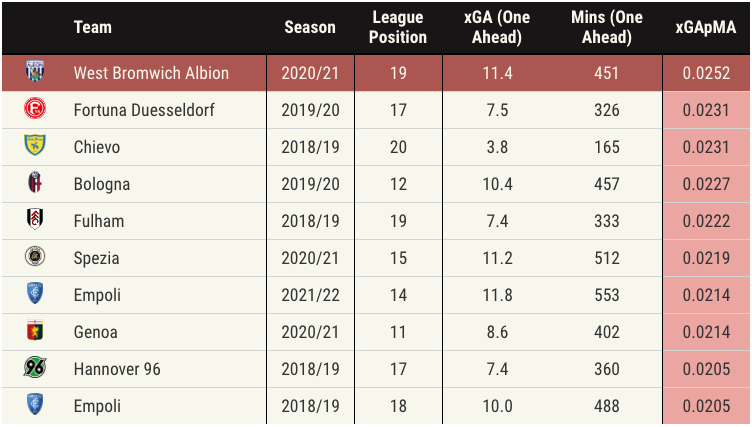 Team Season League Position xGA (One Ahead) Mins (One Ahead) xGApMA
West Bromwich Albion 2020/21 19 11.4 451 0.0252
Fortuna Duesseldorf 2019/20 17 7.5 326 0.0231
Chievo 2018/19 20 3.8 165 0.0231
Bologna 2019/20 12 10.4 457 0.0227
Fulham 2018/19 19 7.4 333 0.0222
Spezia 2020/21 15 11.2 512 0.0219
Empoli 2021/22 14 11.8 553 0.0214
Genoa 2020/21 11 8.6 402 0.0214
96 Hannover 96 2018/19 17 7.4 360 0.0205
Empoli 2018/19 18 10.0 488 0.0205